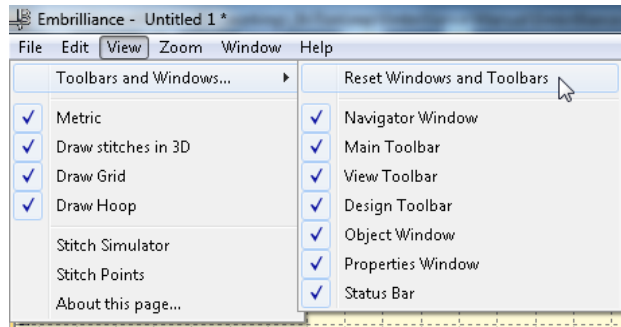 Embrilliance - Untitled 1 *
File Edit View Zoom Window Help
Toolbars and Windows...
Metric
Draw stitches in 3D
Draw Grid
Draw Hoop
Stitch Simulator
Stitch Points
About this page...
Reset Windows and Toolbars
Navigator Window
Main Toolbar
View Toolbar
Design Toolbar
Object Window
Properties Window
Status Bar